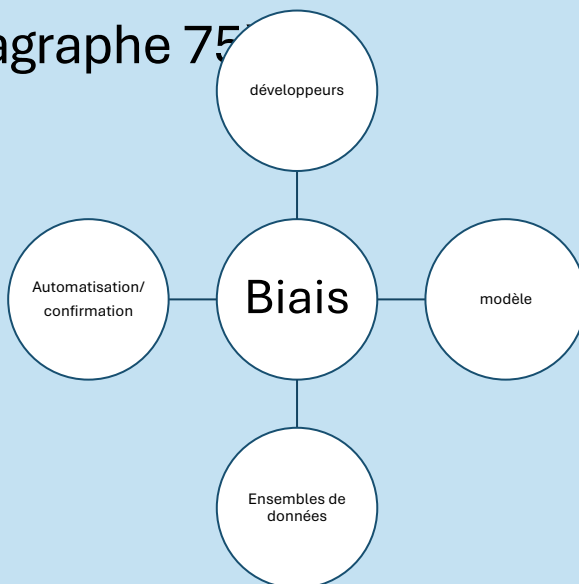 agraphe 75
développeurs
Automatisation/
confirmation
Biais
modèle
Ensembles de
données